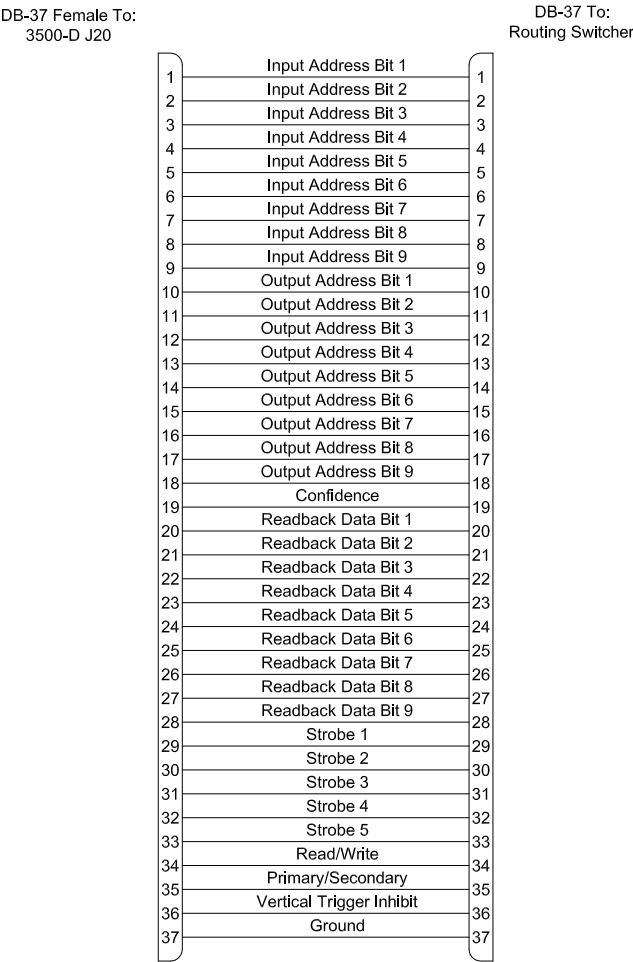 DB-37 Female To:
3500-D J20
DB-37 To:
Routing Switcher
Input Address Bit 1
1 1
Input Address Bit 2
2 2
Input Address Bit 3
3 3
Input Address Bit 4
4 4
Input Address Bit 5
5 5
Input Address Bit 6
6 6
Input Address Bit 7
7 7
Input Address Bit 8
8 8
Input Address Bit 9
9 9
Output Address Bit 1
10 10
Output Address Bit 2
11 11
Output Address Bit 3
12 12
Output Address Bit 4
13 13
Output Address Bit 5
14 14
Output Address Bit 6
15 15
Output Address Bit 7
16 16
Output Address Bit 8
17 17
Output Address Bit 9
18 18
Confidence
19 19
Readback Data Bit 1
20 20
Readback Data Bit 2
21 21
Readback Data Bit 3
22 22
Readback Data Bit 4
23 23
Readback Data Bit 5
24 24
Readback Data Bit 6
25 25
Readback Data Bit 7
26 26
Readback Data Bit 8
27 27
Readback Data Bit 9
28 28
Strobe 1
29 29
Strobe 2
30 30
Strobe 3
31 31
Strobe 4
32 32
Strobe 5
33 33
Read/Write
34 34
Primary/Secondary
35 35
Vertical Trigger Inhibit
36 36
Ground
37 37